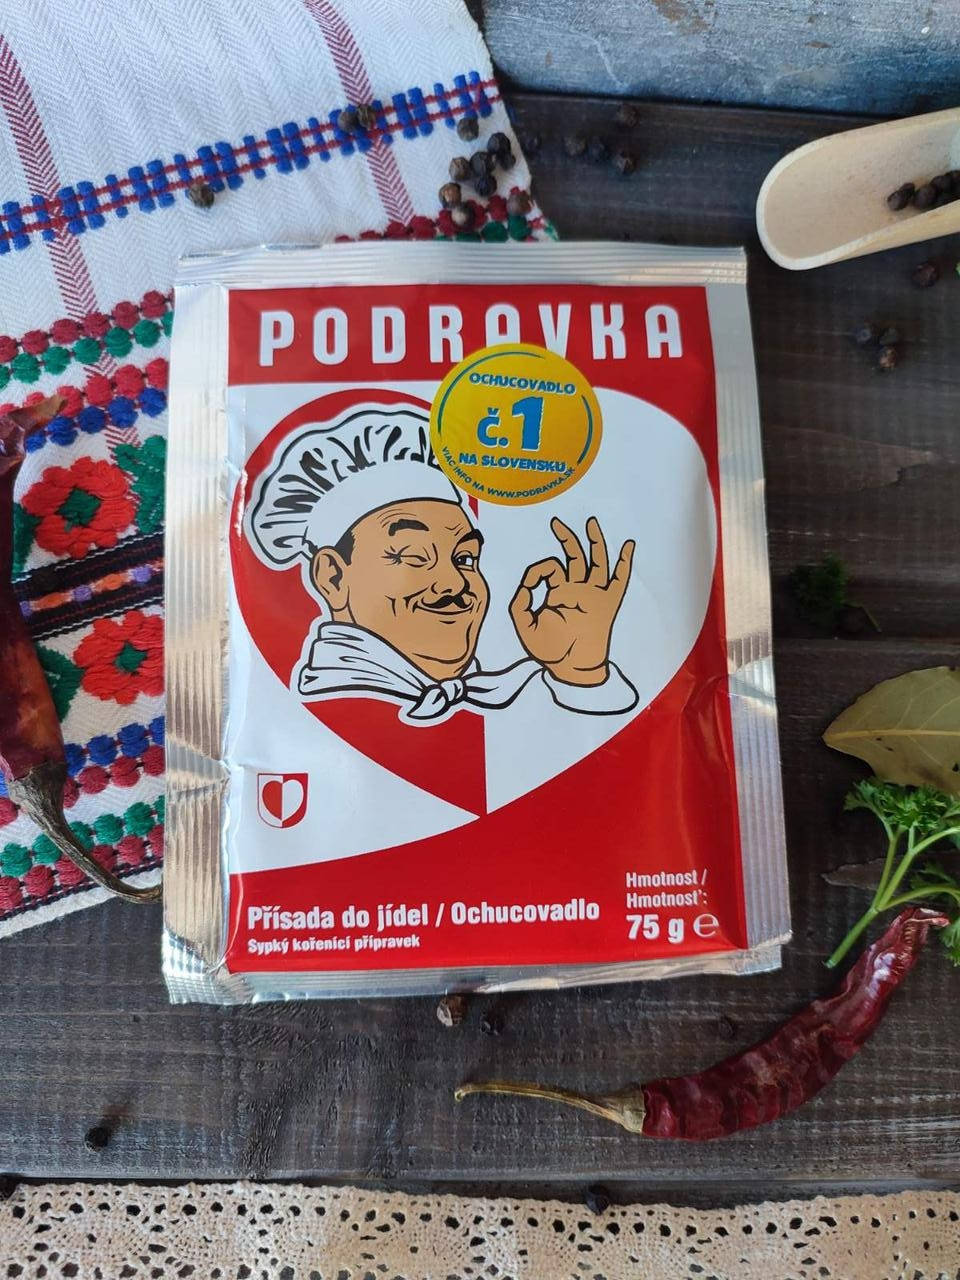 PODRAVKA
OCHUCOVADLO
č.1
NA SLOVENSKU
VIAC INFO NA WWW.PODRAVKA.SK
Přísada do jídel / Ochucovadlo
Sypký kořenící přípravek
Hmotnost /
Hmotnosť:
75 g e